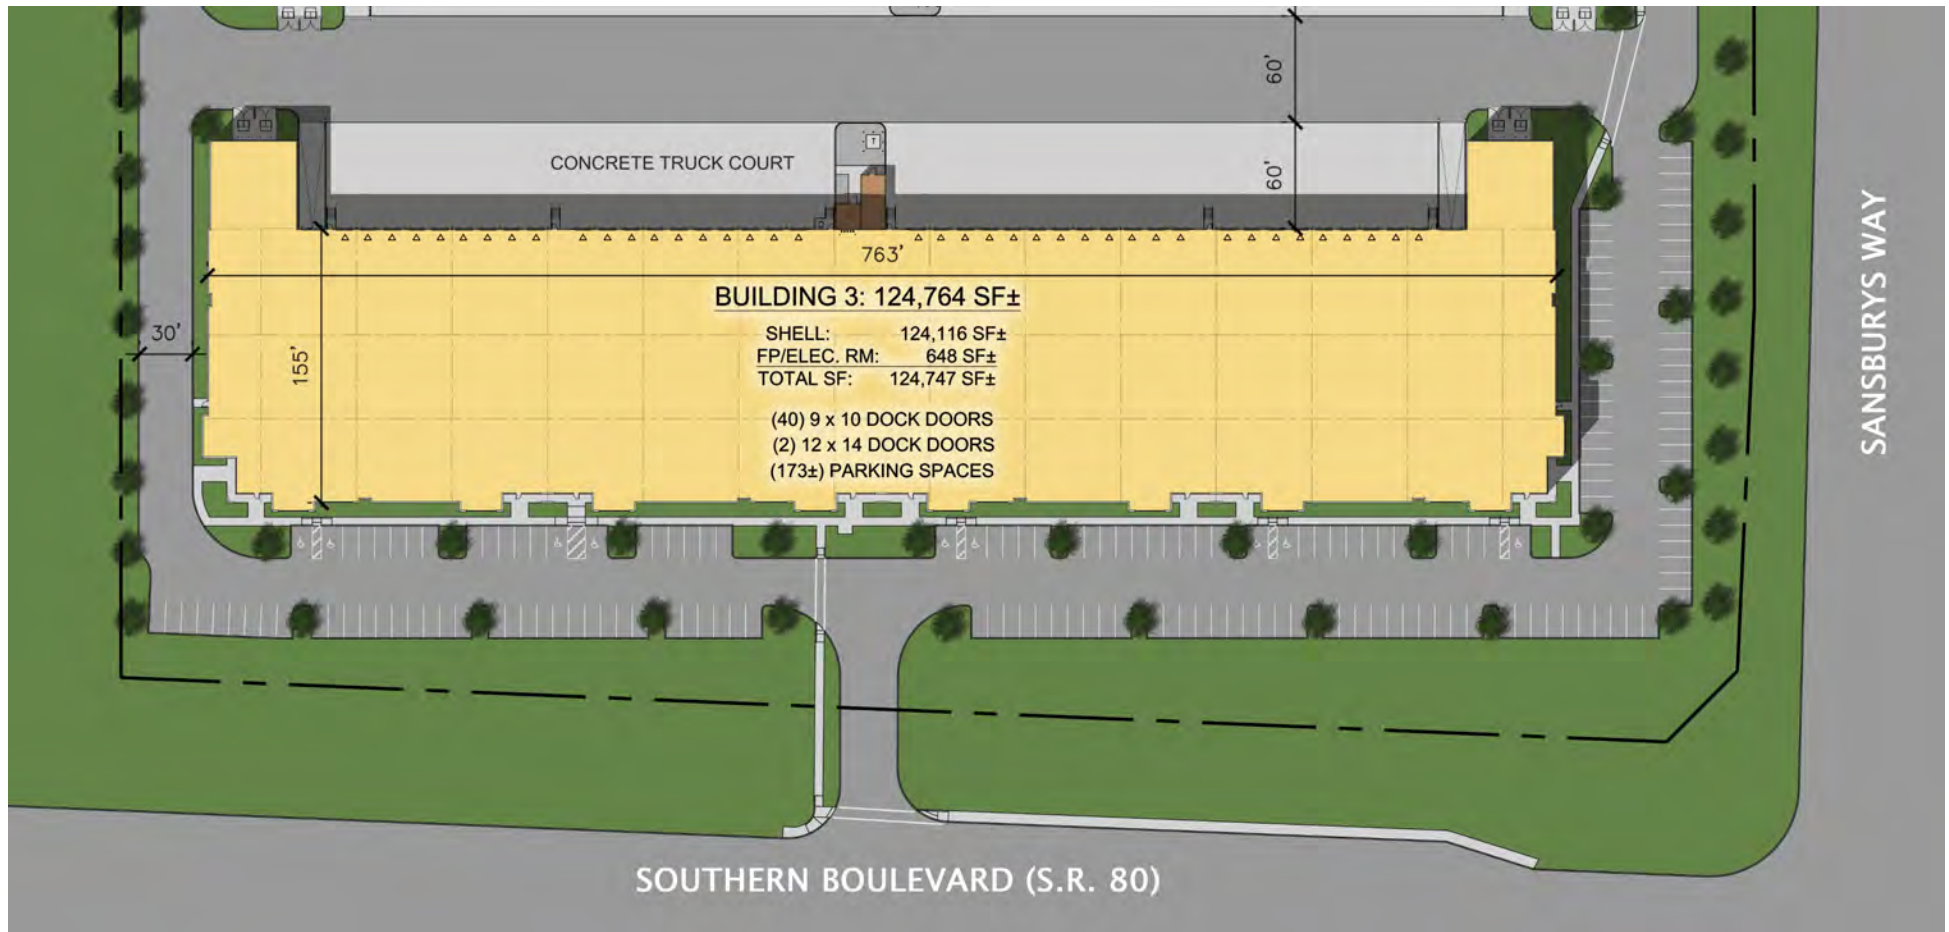 60'
CONCRETE TRUCK COURT
T
60'
763'
BUILDING 3: 124,764 SF±
SHELL: 124,116 SF±
FP/ELEC. RM: 648 SF±
TOTAL SF: 124,747 SF±
(40) 9 x 10 DOCK DOORS
(2) 12 x 14 DOCK DOORS
(173±) PARKING SPACES
30'
155'
SANSBURYS WAY
SOUTHERN BOULEVARD (S.R. 80)